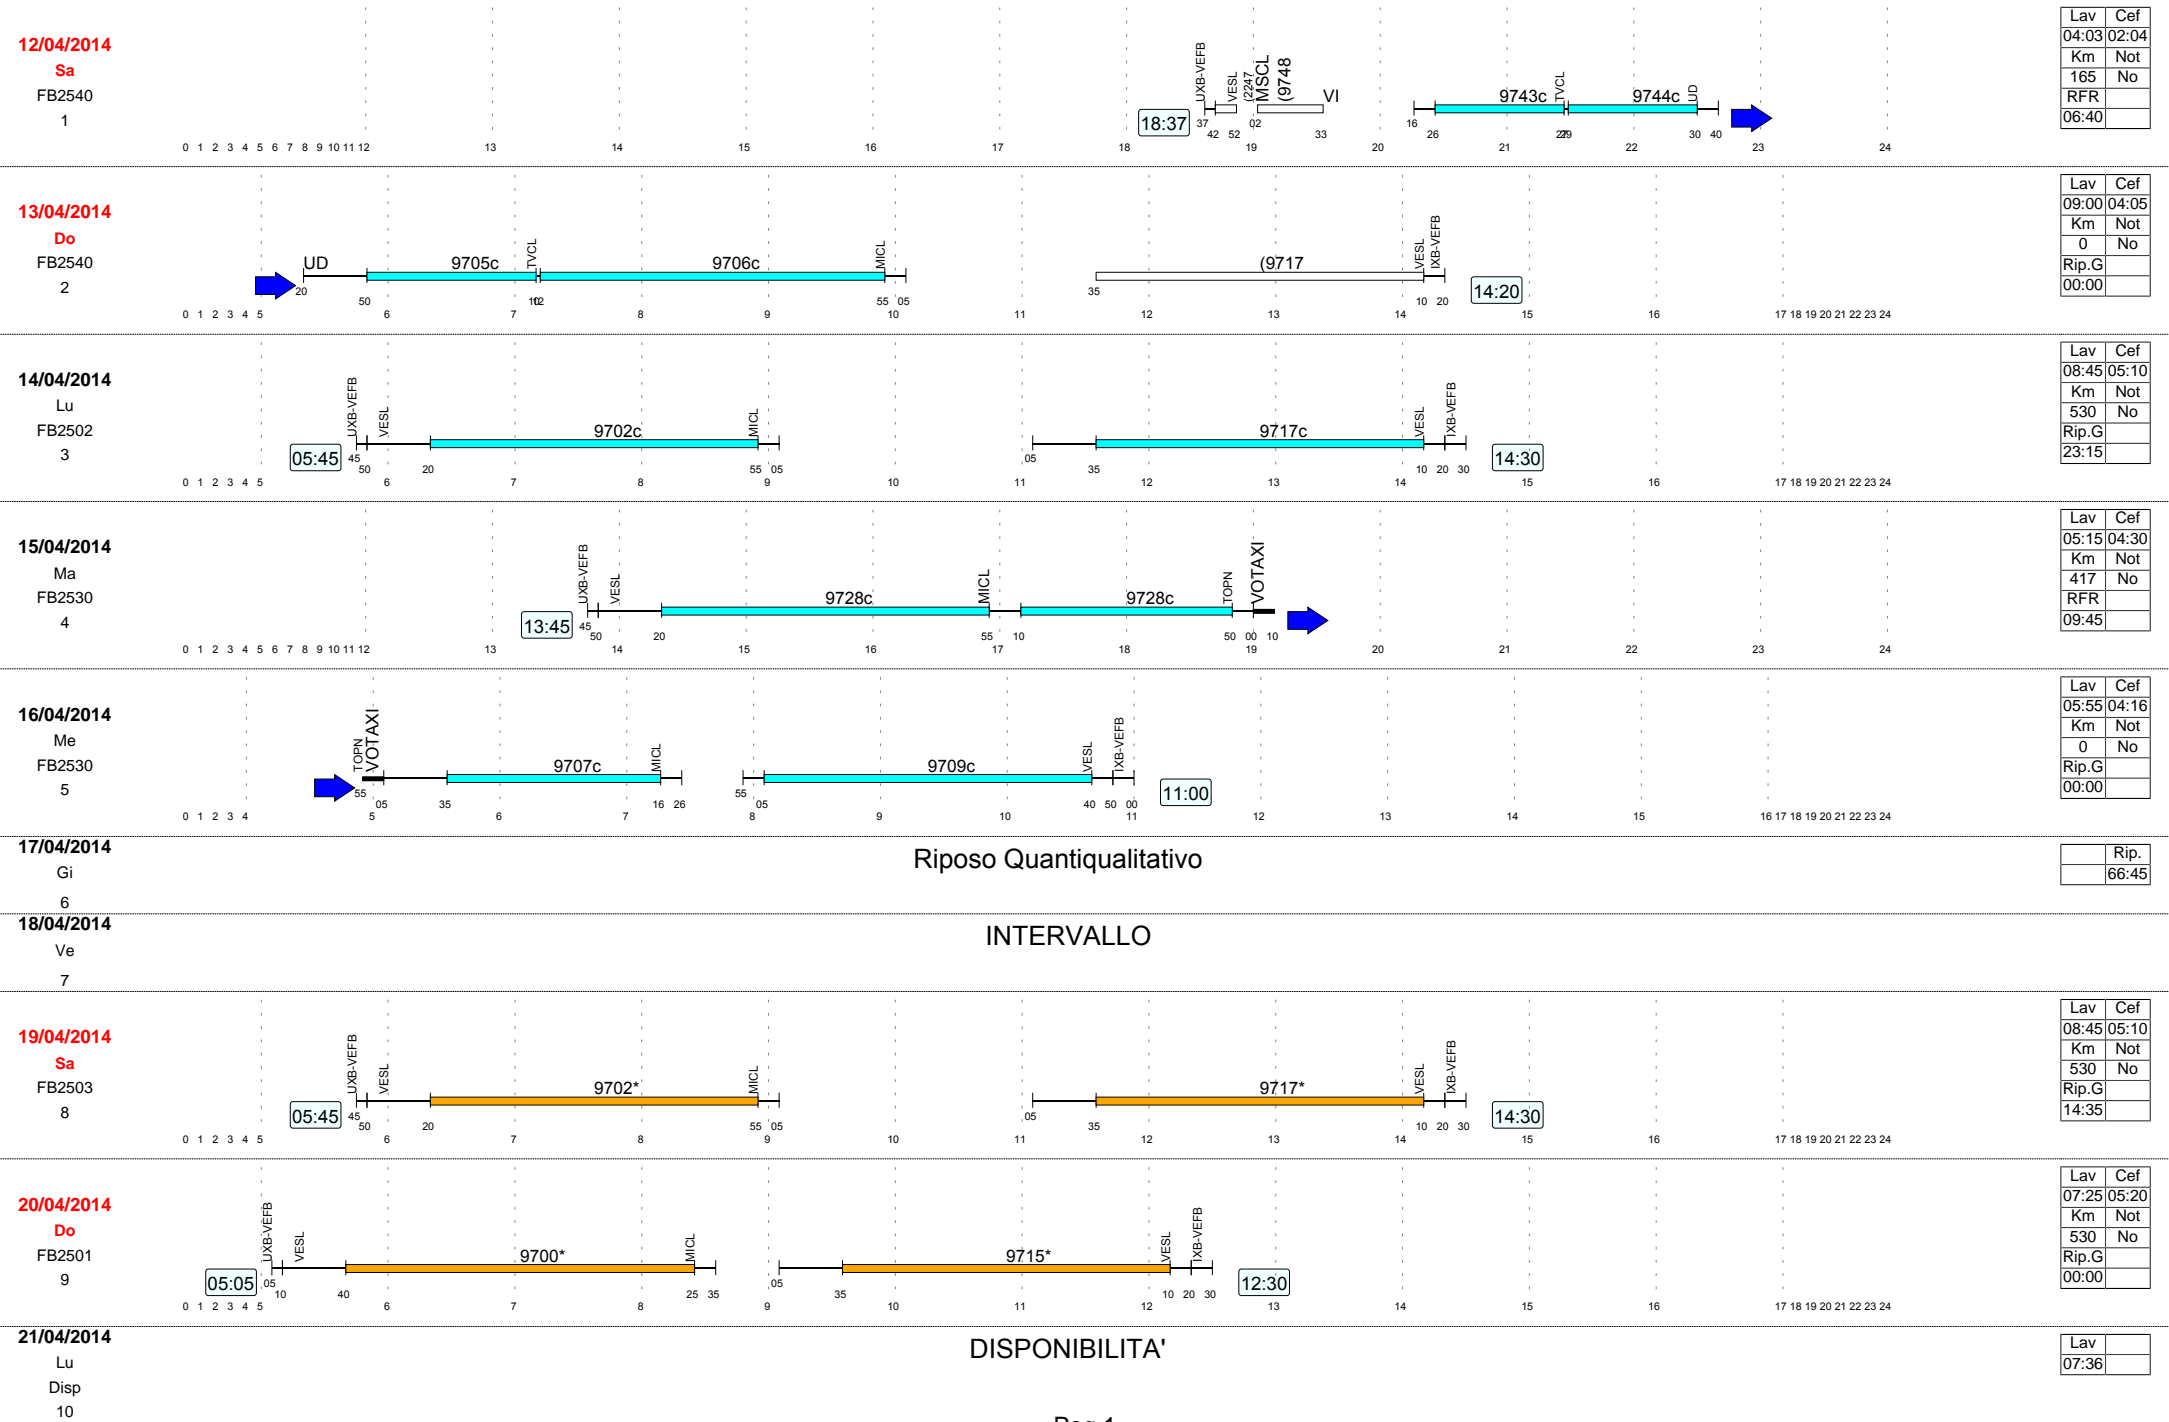 12/04/2014
Sa
FB2540
1
18:37
UXB-VEFB
VESL
(2247
MSCL
(9748
VI
9743c
TVCL
9744c
UD
37 42 52 02 33 16 26 27 29 30 40
0 1 2 3 4 5 6 7 8 9 10 11 12 13 14 15 16 17 18 19 20 21 22 23 24
Lav Cef
04:03 02:04
Km Not
165 No
RFR
06:40
13/04/2014
Do
FB2540
2
UD
9705c
TVCL
9706c
MICL
(9717
VESL
IXB-VEFB
14:20
20 50 10 12 55 05 35 10 20
0 1 2 3 4 5 6 7 8 9 10 11 12 13 14 15 16 17 18 19 20 21 22 23 24
Lav Cef
09:00 04:05
Km Not
0 No
Rip.G
00:00
14/04/2014
Lu
FB2502
3
05:45
UXB-VEFB
VESL
9702c
MICL
9717c
VESL
IXB-VEFB
14:30
45 50 20 55 05 05 35 10 20 30
0 1 2 3 4 5 6 7 8 9 10 11 12 13 14 15 16 17 18 19 20 21 22 23 24
Lav Cef
08:45 05:10
Km Not
530 No
Rip.G
23:15
15/04/2014
Ma
FB2530
4
13:45
UXB-VEFB
VESL
9728c
MICL
9728c
TOPN
VOTAXI
45 50 20 55 10 50 00 10
0 1 2 3 4 5 6 7 8 9 10 11 12 13 14 15 16 17 18 19 20 21 22 23 24
Lav Cef
05:15 04:30
Km Not
417 No
RFR
09:45
16/04/2014
Me
FB2530
5
TOPN
VOTAXI
9707c
MICL
9709c
VESL
IXB-VEFB
11:00
55 05 35 16 26 55 05 40 50 00
0 1 2 3 4 5 6 7 8 9 10 11 12 13 14 15 16 17 18 19 20 21 22 23 24
Lav Cef
05:55 04:16
Km Not
0 No
Rip.G
00:00
17/04/2014
Gi
6
Riposo Quantiqualitativo
Rip.
66:45
18/04/2014
Ve
7
INTERVALLO
19/04/2014
Sa
FB2503
8
05:45
UXB-VEFB
VESL
9702*
MICL
9717*
VESL
IXB-VEFB
14:30
45 50 20 55 05 05 35 10 20 30
0 1 2 3 4 5 6 7 8 9 10 11 12 13 14 15 16 17 18 19 20 21 22 23 24
Lav Cef
08:45 05:10
Km Not
530 No
Rip.G
14:35
20/04/2014
Do
FB2501
9
05:05
UXB-VEFB
VESL
9700*
MICL
9715*
VESL
IXB-VEFB
12:30
05 10 40 25 35 05 35 10 20 30
0 1 2 3 4 5 6 7 8 9 10 11 12 13 14 15 16 17 18 19 20 21 22 23 24
Lav Cef
07:25 05:20
Km Not
530 No
Rip.G
00:00
21/04/2014
Lu
Disp
10
DISPONIBILITA'
Lav
07:36